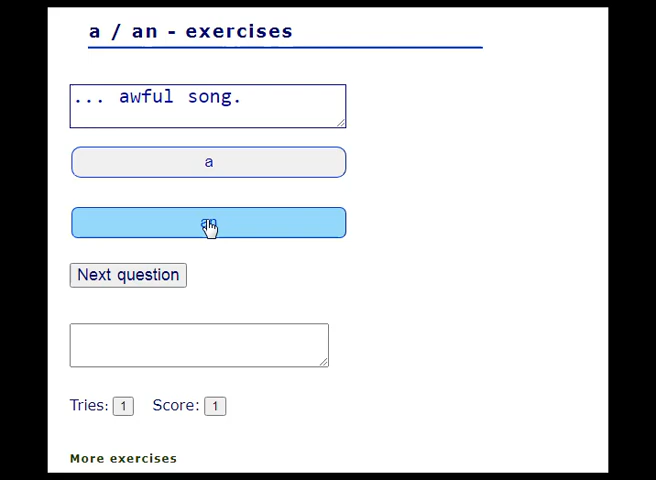 a / an - exercises
... awful song.
a
an
Next question
Tries: 1 Score: 1
More exercises